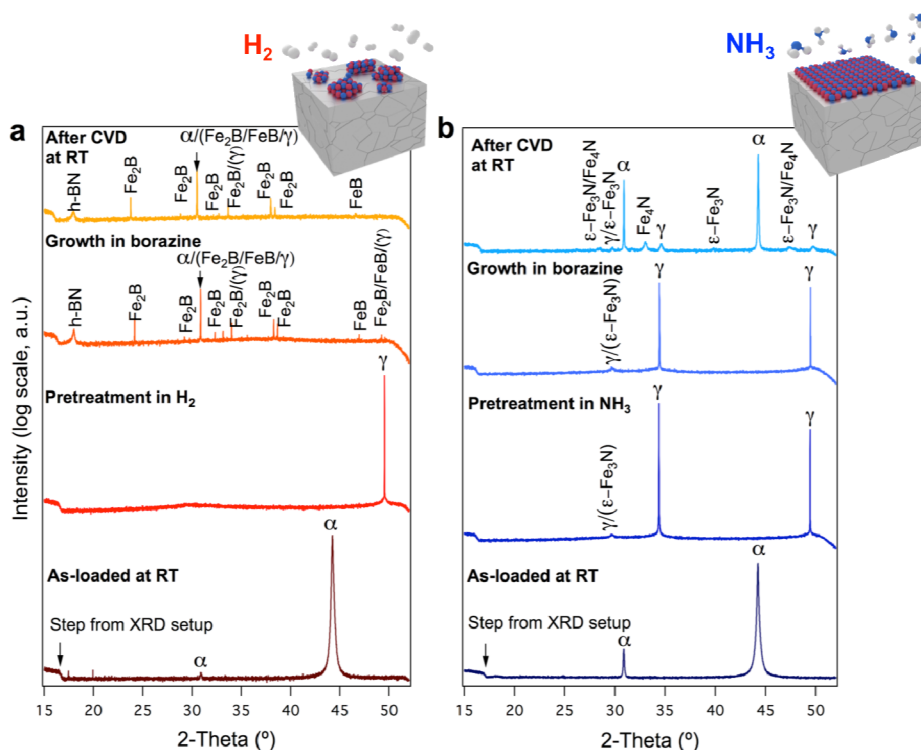 H2
NH3
a
After CVD
at RT
h-BN
Fe2B
Fe2B
α/(Fe2B/FeB/γ)
Fe2B
Fe2B/(γ)
Fe2B
Fe2B
FeB
Growth in borazine
h-BN
Fe2B
Fe2B
α/(Fe2B/FeB/γ)
Fe2B
Fe2B/(γ)
Fe2B
Fe2B
FeB
Fe2B/FeB/(γ)
Pretreatment in H2
γ
As-loaded at RT
α
Step from XRD setup
α
Intensity (log scale, a.u.)
15 20 25 30 35 40 45 50
2-Theta (º)
b
After CVD
at RT
ε-Fe3N/Fe4N
γ/ε-Fe3N
α
Fe4N
γ
ε-Fe3N
α
ε-Fe3N/Fe4N
γ
Growth in borazine
γ/(ε-Fe3N)
γ
γ
Pretreatment in NH3
γ/(ε-Fe3N)
γ
γ
As-loaded at RT
α
Step from XRD setup
α
15 20 25 30 35 40 45 50
2-Theta (º)